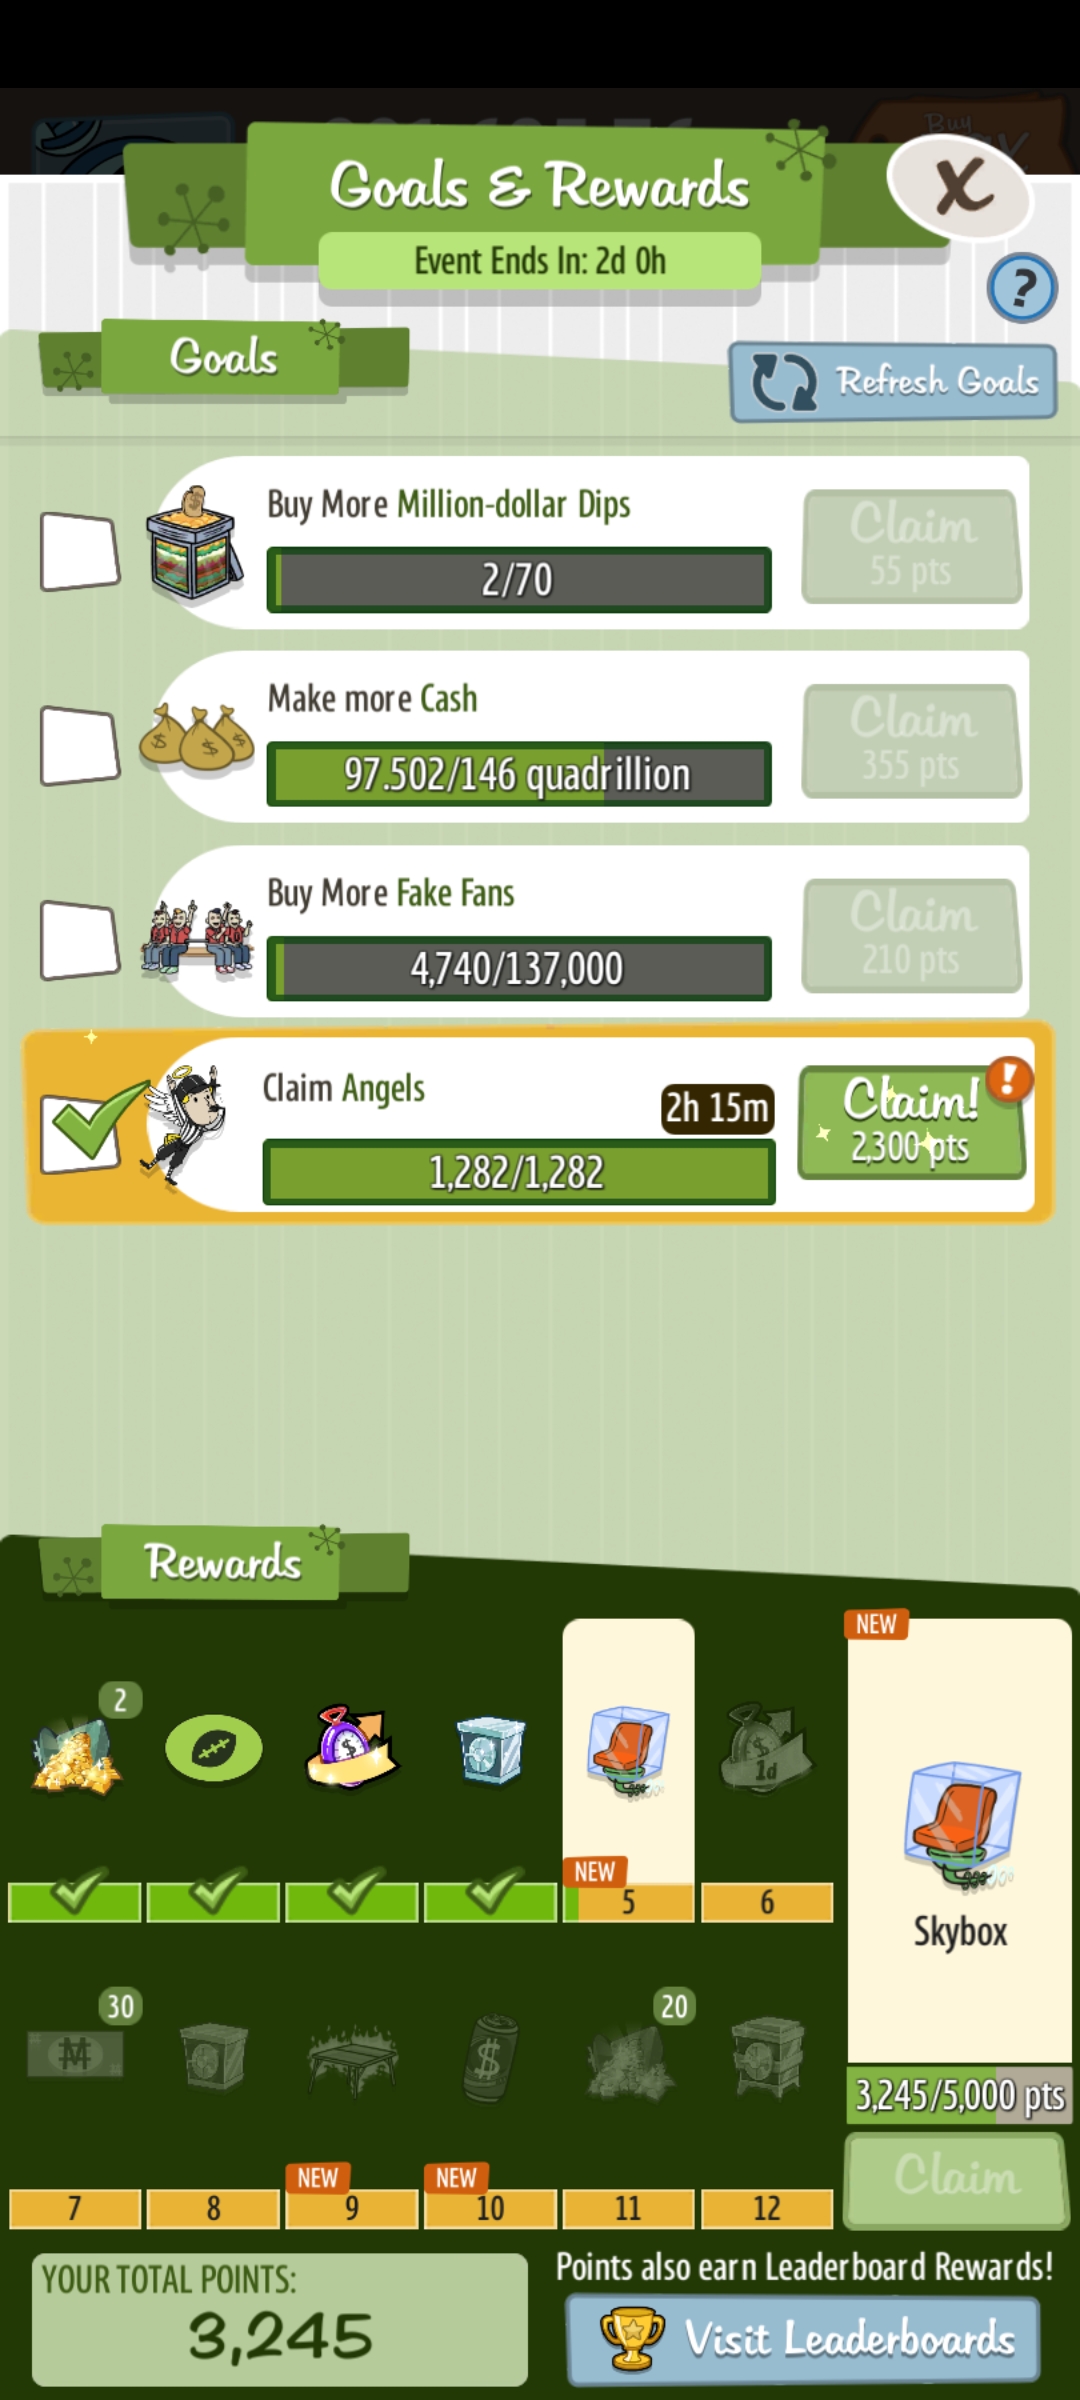 Buy
X
Goals & Rewards
Event Ends In: 2d 0h
?
Goals
Refresh Goals
Buy More Million-dollar Dips
2/70
Claim
55 pts
Make more Cash
97.502/146 quadrillion
Claim
355 pts
Buy More Fake Fans
4,740/137,000
Claim
210 pts
Claim Angels
2h 15m
1,282/1,282
Claim!
2,300 pts
!
Rewards
NEW
2
1d
NEW
5
6
Skybox
30
20
3,245/5,000 pts
Claim
NEW
NEW
7
8
9
10
11
12
YOUR TOTAL POINTS:
3,245
Points also earn Leaderboard Rewards!
Visit Leaderboards